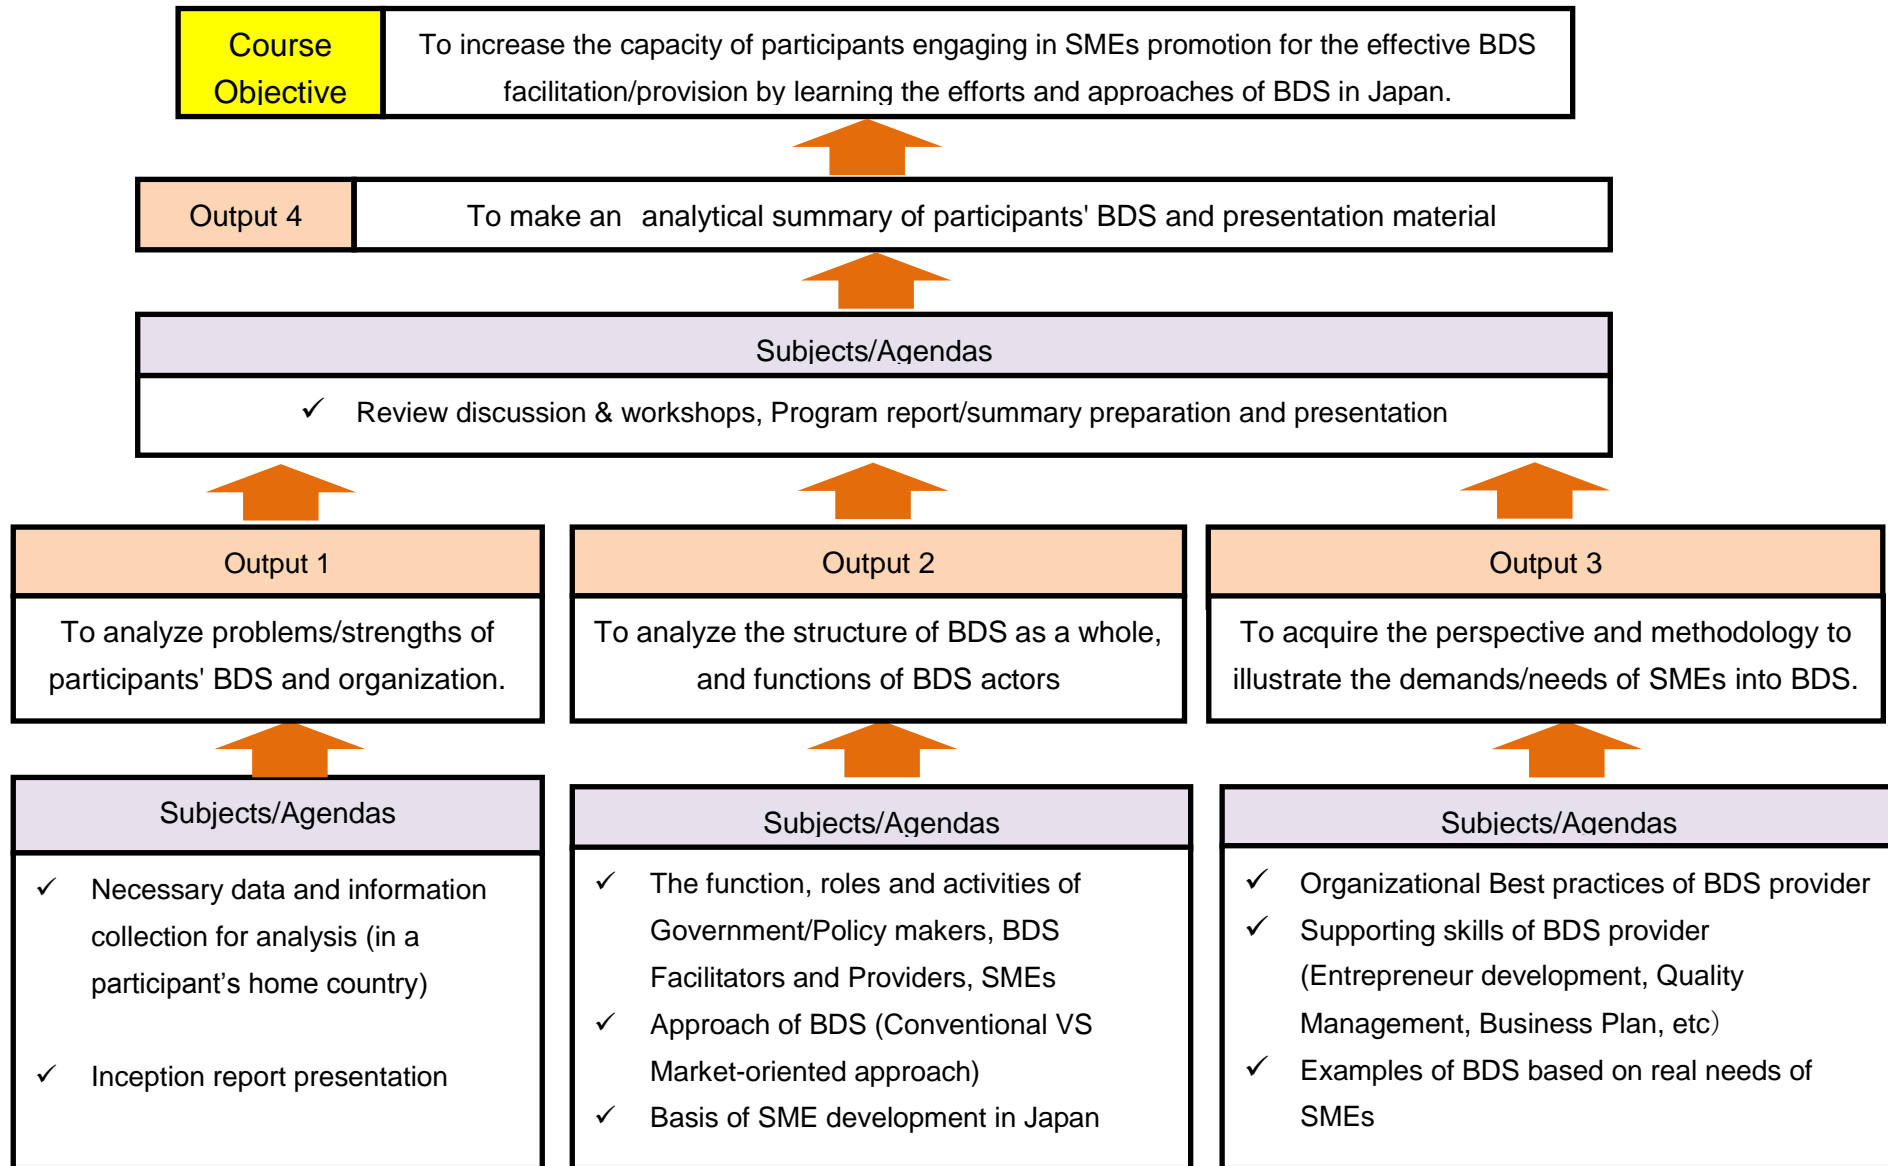 Course
Objective
To increase the capacity of participants engaging in SMEs promotion for the effective BDS
facilitation/provision by learning the efforts and approaches of BDS in Japan.
Output 4
To make an analytical summary of participants' BDS and presentation material
Subjects/Agendas
✓ Review discussion & workshops, Program report/summary preparation and presentation
Output 1
To analyze problems/strengths of
participants' BDS and organization.
Output 2
To analyze the structure of BDS as a whole,
and functions of BDS actors
Output 3
To acquire the perspective and methodology to
illustrate the demands/needs of SMEs into BDS.
Subjects/Agendas
✓ Necessary data and information
collection for analysis (in a
participant’s home country)
✓ Inception report presentation
Subjects/Agendas
✓ The function, roles and activities of
Government/Policy makers, BDS
Facilitators and Providers, SMEs
✓ Approach of BDS (Conventional VS
Market-oriented approach)
✓ Basis of SME development in Japan
Subjects/Agendas
✓ Organizational Best practices of BDS provider
✓ Supporting skills of BDS provider
(Entrepreneur development, Quality
Management, Business Plan, etc）
✓ Examples of BDS based on real needs of
SMEs